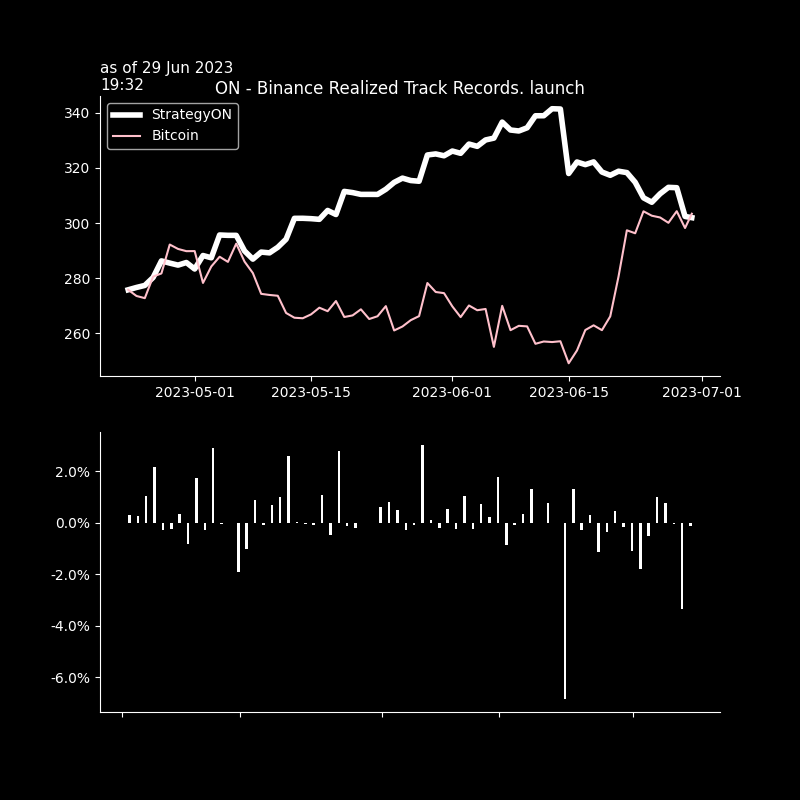 as of 29 Jun 2023
19:32
ON - Binance Realized Track Records. launch
StrategyON
Bitcoin
340
320
300
280
260
2023-05-01 2023-05-15 2023-06-01 2023-06-15 2023-07-01
2.0%
0.0%
-2.0%
-4.0%
-6.0%